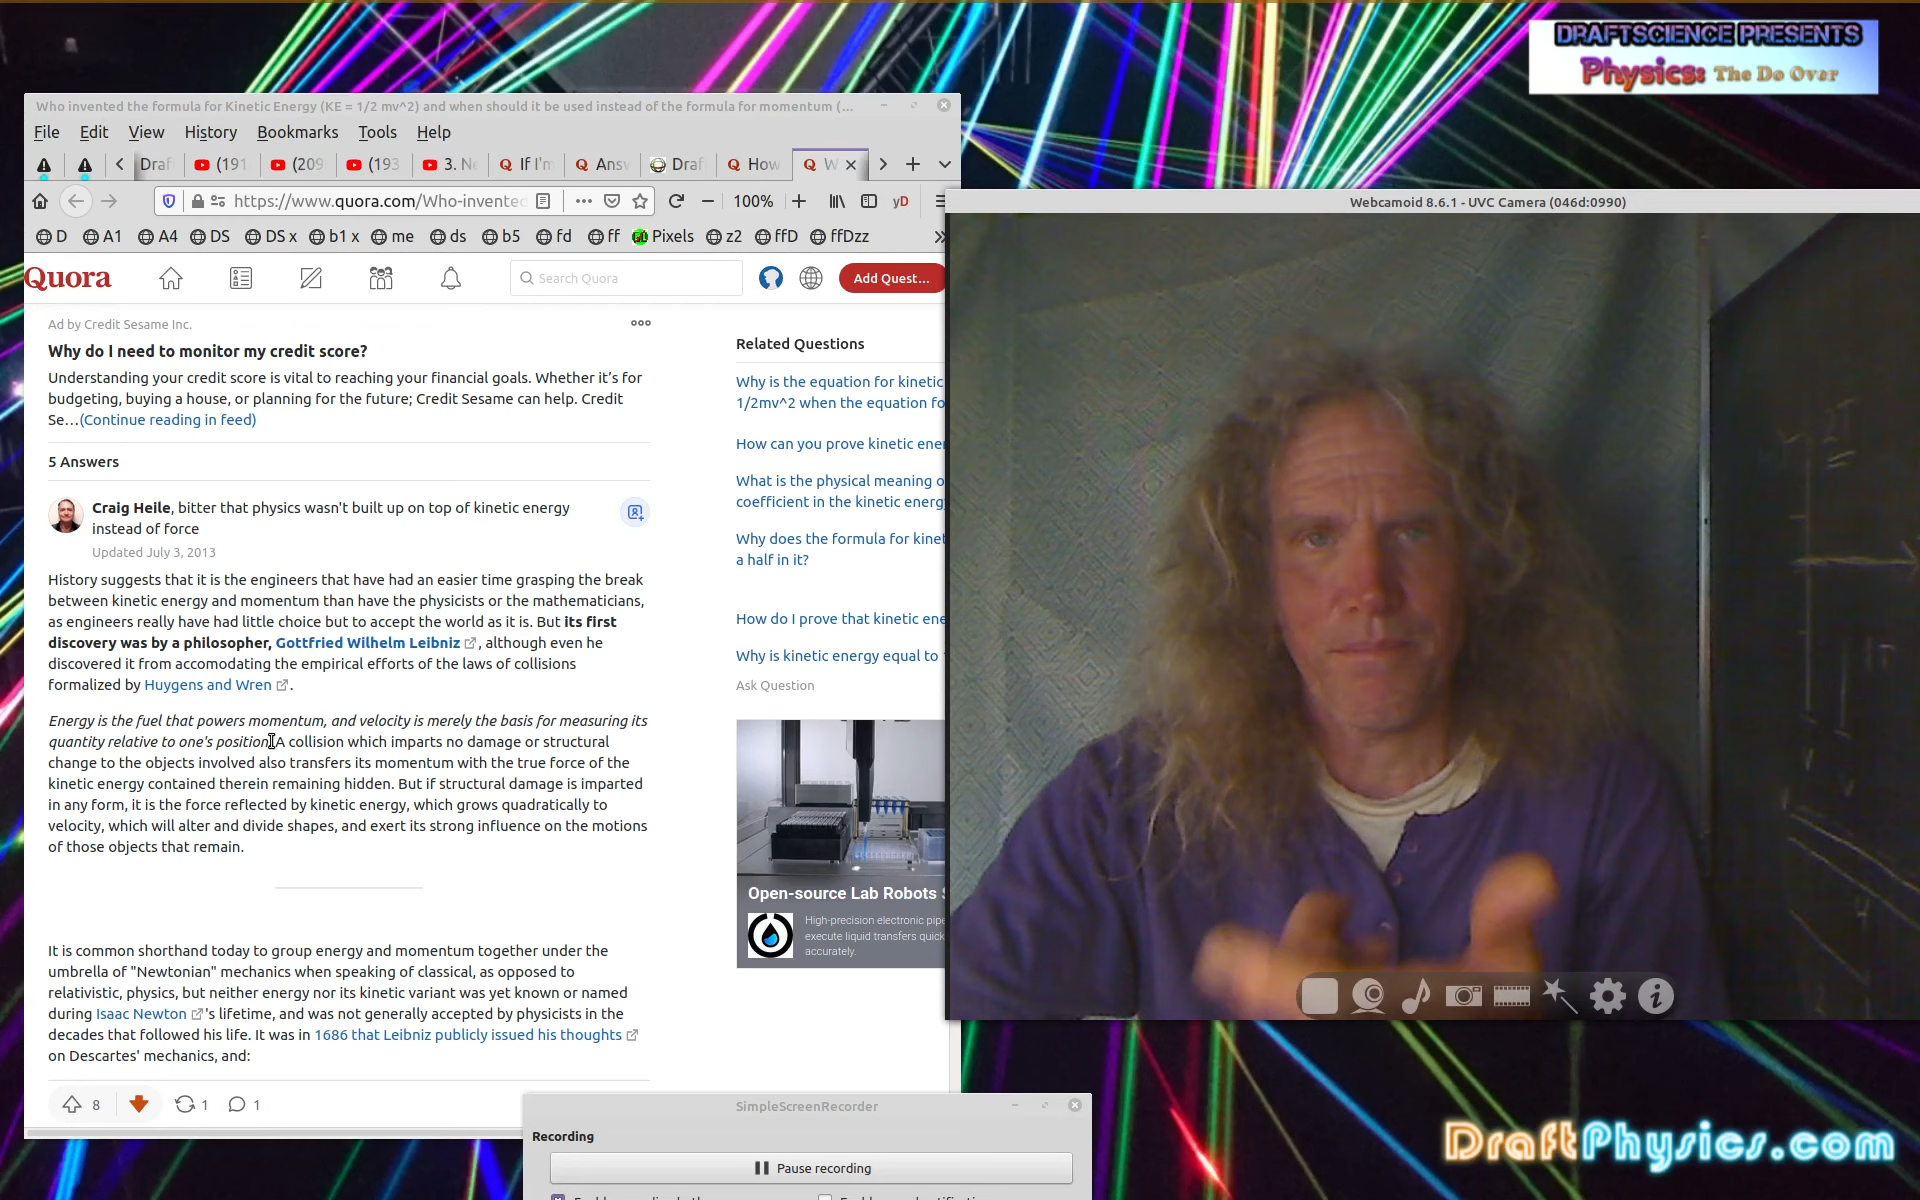 DRAFTSCIENCE PRESENTS
Physics: The Do Over
Who invented the formula for Kinetic Energy (KE = 1/2 mv^2) and when should it be used instead of the formula for momentum (...
File Edit View History Bookmarks Tools Help
Draf (191 (209 (193 3. Ne If I'm Answ Draf How W
https://www.quora.com/Who-invented 100% yD
D A1 A4 DS DS x b1 x me ds b5 fd ff Pixels z2 ffD ffDzz
Quora Search Quora Add Quest...
Ad by Credit Sesame Inc.
Why do I need to monitor my credit score?
Understanding your credit score is vital to reaching your financial goals. Whether it's for
budgeting, buying a house, or planning for the future; Credit Sesame can help. Credit
Se...(Continue reading in feed)
5 Answers
Craig Heile, bitter that physics wasn't built up on top of kinetic energy
instead of force
Updated July 3, 2013
History suggests that it is the engineers that have had an easier time grasping the break
between kinetic energy and momentum than have the physicists or the mathematicians,
as engineers really have had little choice but to accept the world as it is. But its first
discovery was by a philosopher, Gottfried Wilhelm Leibniz , although even he
discovered it from accomodating the empirical efforts of the laws of collisions
formalized by Huygens and Wren .
Energy is the fuel that powers momentum, and velocity is merely the basis for measuring its
quantity relative to one's position. A collision which imparts no damage or structural
change to the objects involved also transfers its momentum with the true force of the
kinetic energy contained therein remaining hidden. But if structural damage is imparted
in any form, it is the force reflected by kinetic energy, which grows quadratically to
velocity, which will alter and divide shapes, and exert its strong influence on the motions
of those objects that remain.
It is common shorthand today to group energy and momentum together under the
umbrella of "Newtonian" mechanics when speaking of classical, as opposed to
relativistic, physics, but neither energy nor its kinetic variant was yet known or named
during Isaac Newton 's lifetime, and was not generally accepted by physicists in the
decades that followed his life. It was in 1686 that Leibniz publicly issued his thoughts
on Descartes' mechanics, and:
8 1 1
Related Questions
Why is the equation for kinetic
1/2mv^2 when the equation fo
How can you prove kinetic ener
What is the physical meaning o
coefficient in the kinetic energy
Why does the formula for kinet
a half in it?
How do I prove that kinetic ene
Why is kinetic energy equal to
Ask Question
Open-source Lab Robots
High-precision electronic pipe
execute liquid transfers quick
accurately.
Webcamoid 8.6.1 - UVC Camera (046d:0990)
SimpleScreenRecorder
Recording
Pause recording
DraftPhysics.com